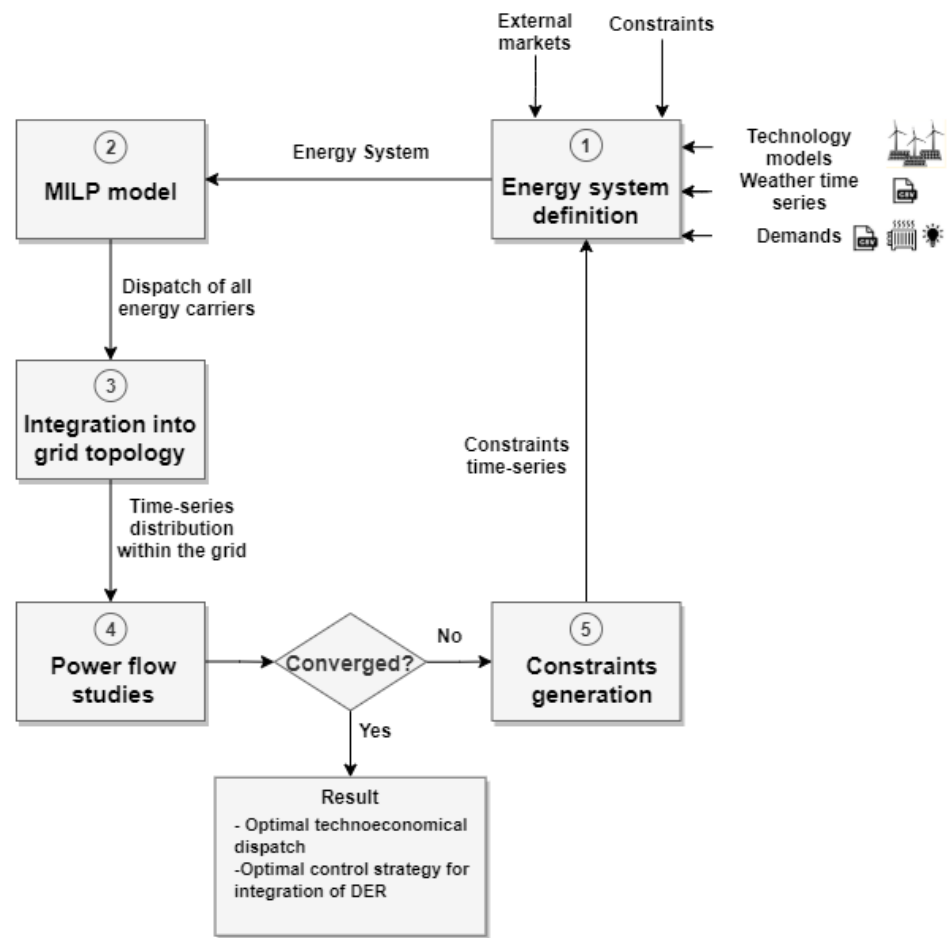 External
markets
Constraints
1
Energy system
definition
Technology
models
Weather time
series
Demands
CSV
CSV
Energy System
2
MILP model
Dispatch of all
energy carriers
3
Integration into
grid topology
Constraints
time-series
Time-series
distribution
within the grid
4
Power flow
studies
Converged?
No
5
Constraints
generation
Yes
Result
- Optimal technoeconomical
dispatch
-Optimal control strategy for
integration of DER